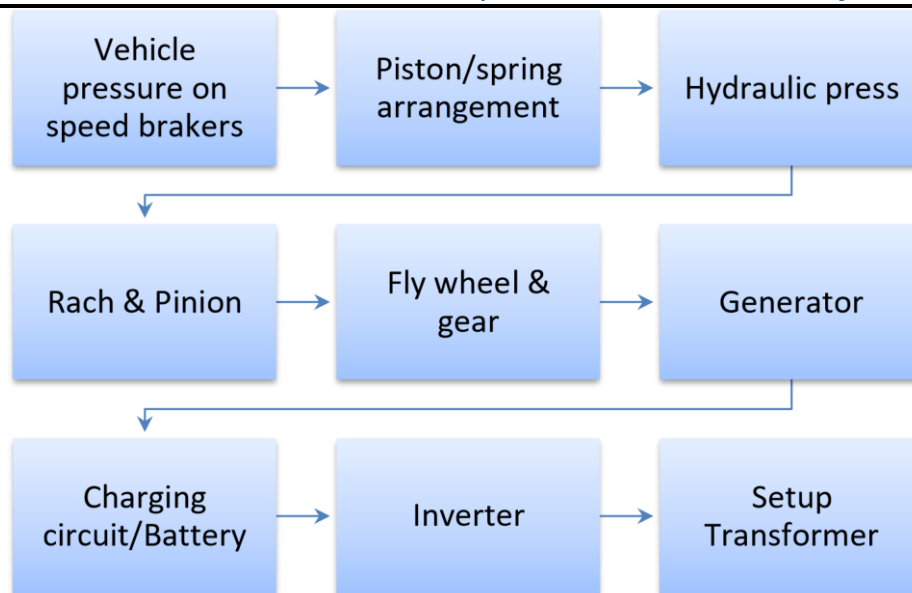 Vehicle
pressure on
speed brakers
Piston/spring
arrangement
Hydraulic press
Rach & Pinion
Fly wheel &
gear
Generator
Charging
circuit/Battery
Inverter
Setup
Transformer